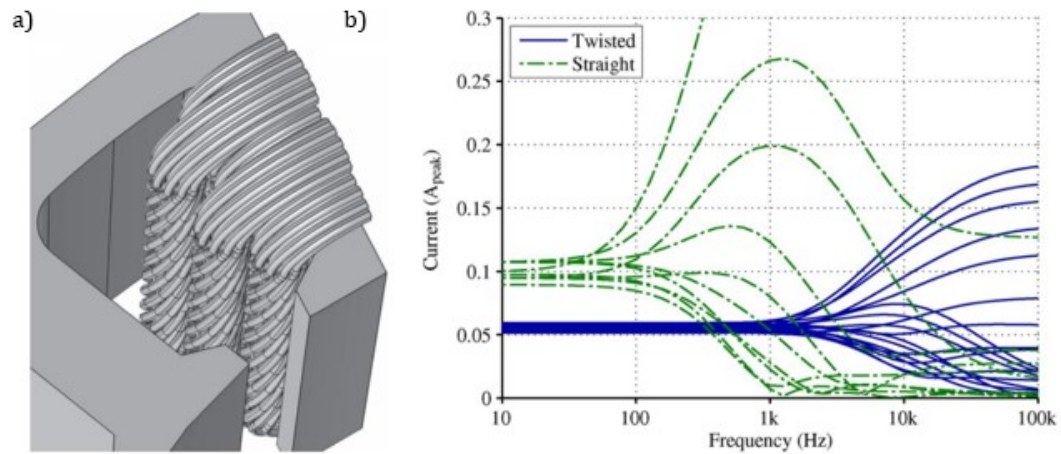 a)
b)
0.3
0.25
0.2
0.15
0.1
0.05
0
Current (A_peak)
Twisted
Straight
10
100
1k
10k
100k
Frequency (Hz)